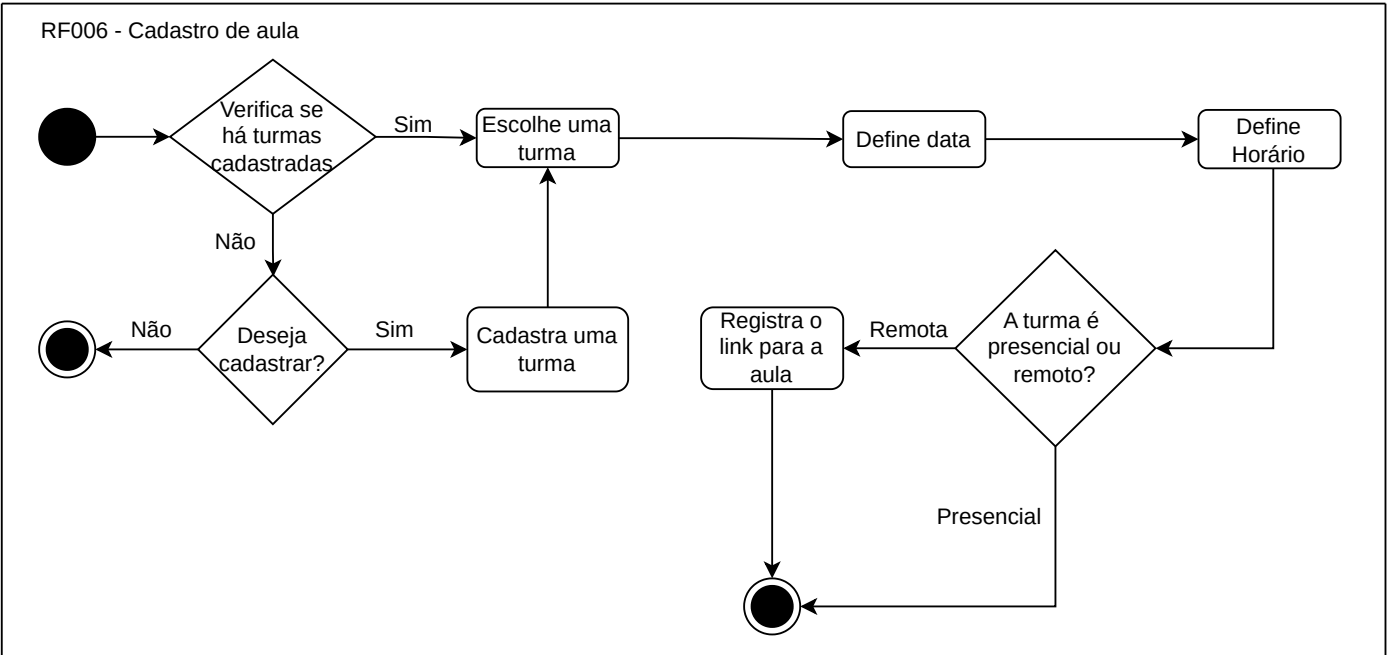 RF006 - Cadastro de aula
Verifica se
há turmas
cadastradas
Sim
Escolhe uma
turma
Define data
Define
Horário
Não
Não
Deseja
cadastrar?
Sim
Cadastra uma
turma
Registra o
link para a
aula
Remota
A turma é
presencial ou
remoto?
Presencial